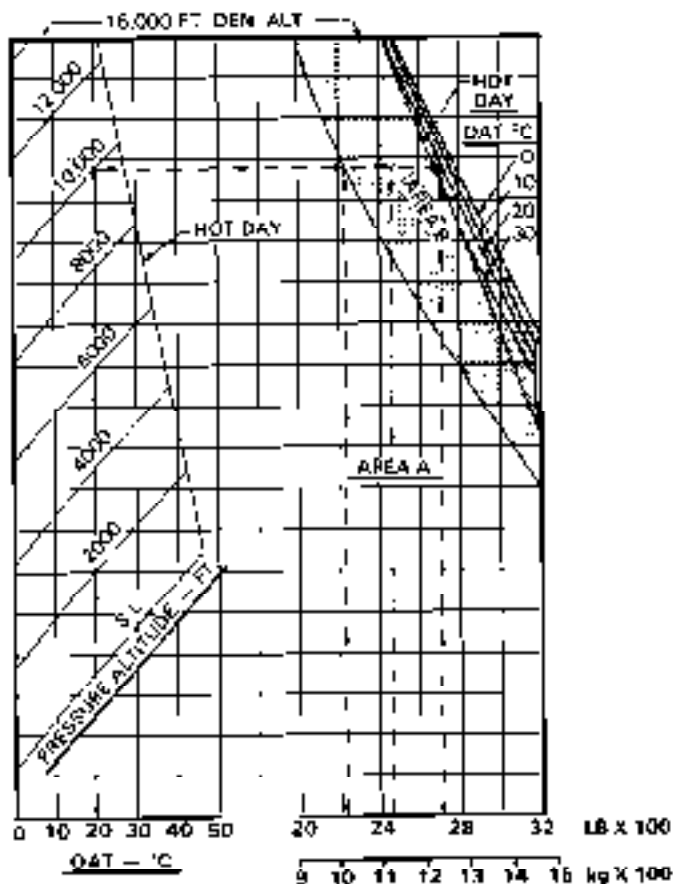 16,000 FT DEN. ALT
12,000
10,000
8000
6000
4000
2000
S L
PRESSURE ALTITUDE – FT
HOT DAY
HOT
DAY
OAT °C
0
10
20
30
AREA B
AREA A
0 10 20 30 40 50
OAT – °C
20 24 28 32 LB X 100
9 10 11 12 13 14 15 kg X 100